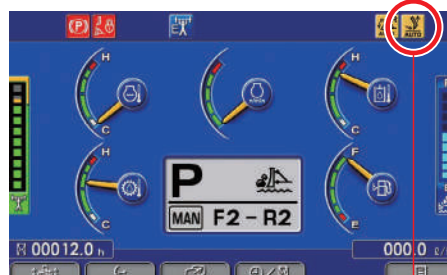 (P) AUTO
E
H H
C C
H F
C E
P
MAN F2-R2
00012.0 h 000.0 ℓ/